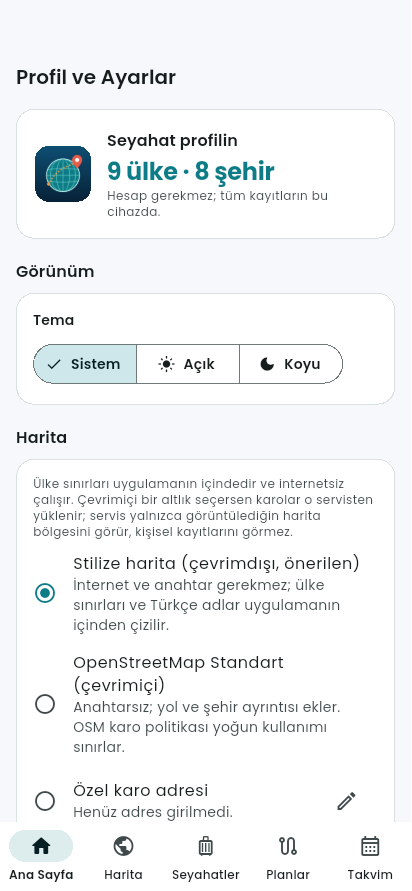 Profil ve Ayarlar
Seyahat profilin
9 ülke · 8 şehir
Hesap gerekmez; tüm kayıtların bu
cihazda.
Görünüm
Tema
Sistem
Açık
Koyu
Harita
Ülke sınırları uygulamanın içindedir ve internetsiz
çalışır. Çevrimiçi bir altlık seçersen karolar o servisten
yüklenir; servis yalnızca görüntülediğin harita
bölgesini görür, kişisel kayıtlarını görmez.
Stilize harita (çevrimdışı, önerilen)
İnternet ve anahtar gerekmez; ülke
sınırları ve Türkçe adlar uygulamanın
içinden çizilir.
OpenStreetMap Standart
(çevrimiçi)
Anahtarsız; yol ve şehir ayrıntısı ekler.
OSM karo politikası yoğun kullanımı
sınırlar.
Özel karo adresi
Henüz adres girilmedi.
Ana Sayfa
Harita
Seyahatler
Planlar
Takvim